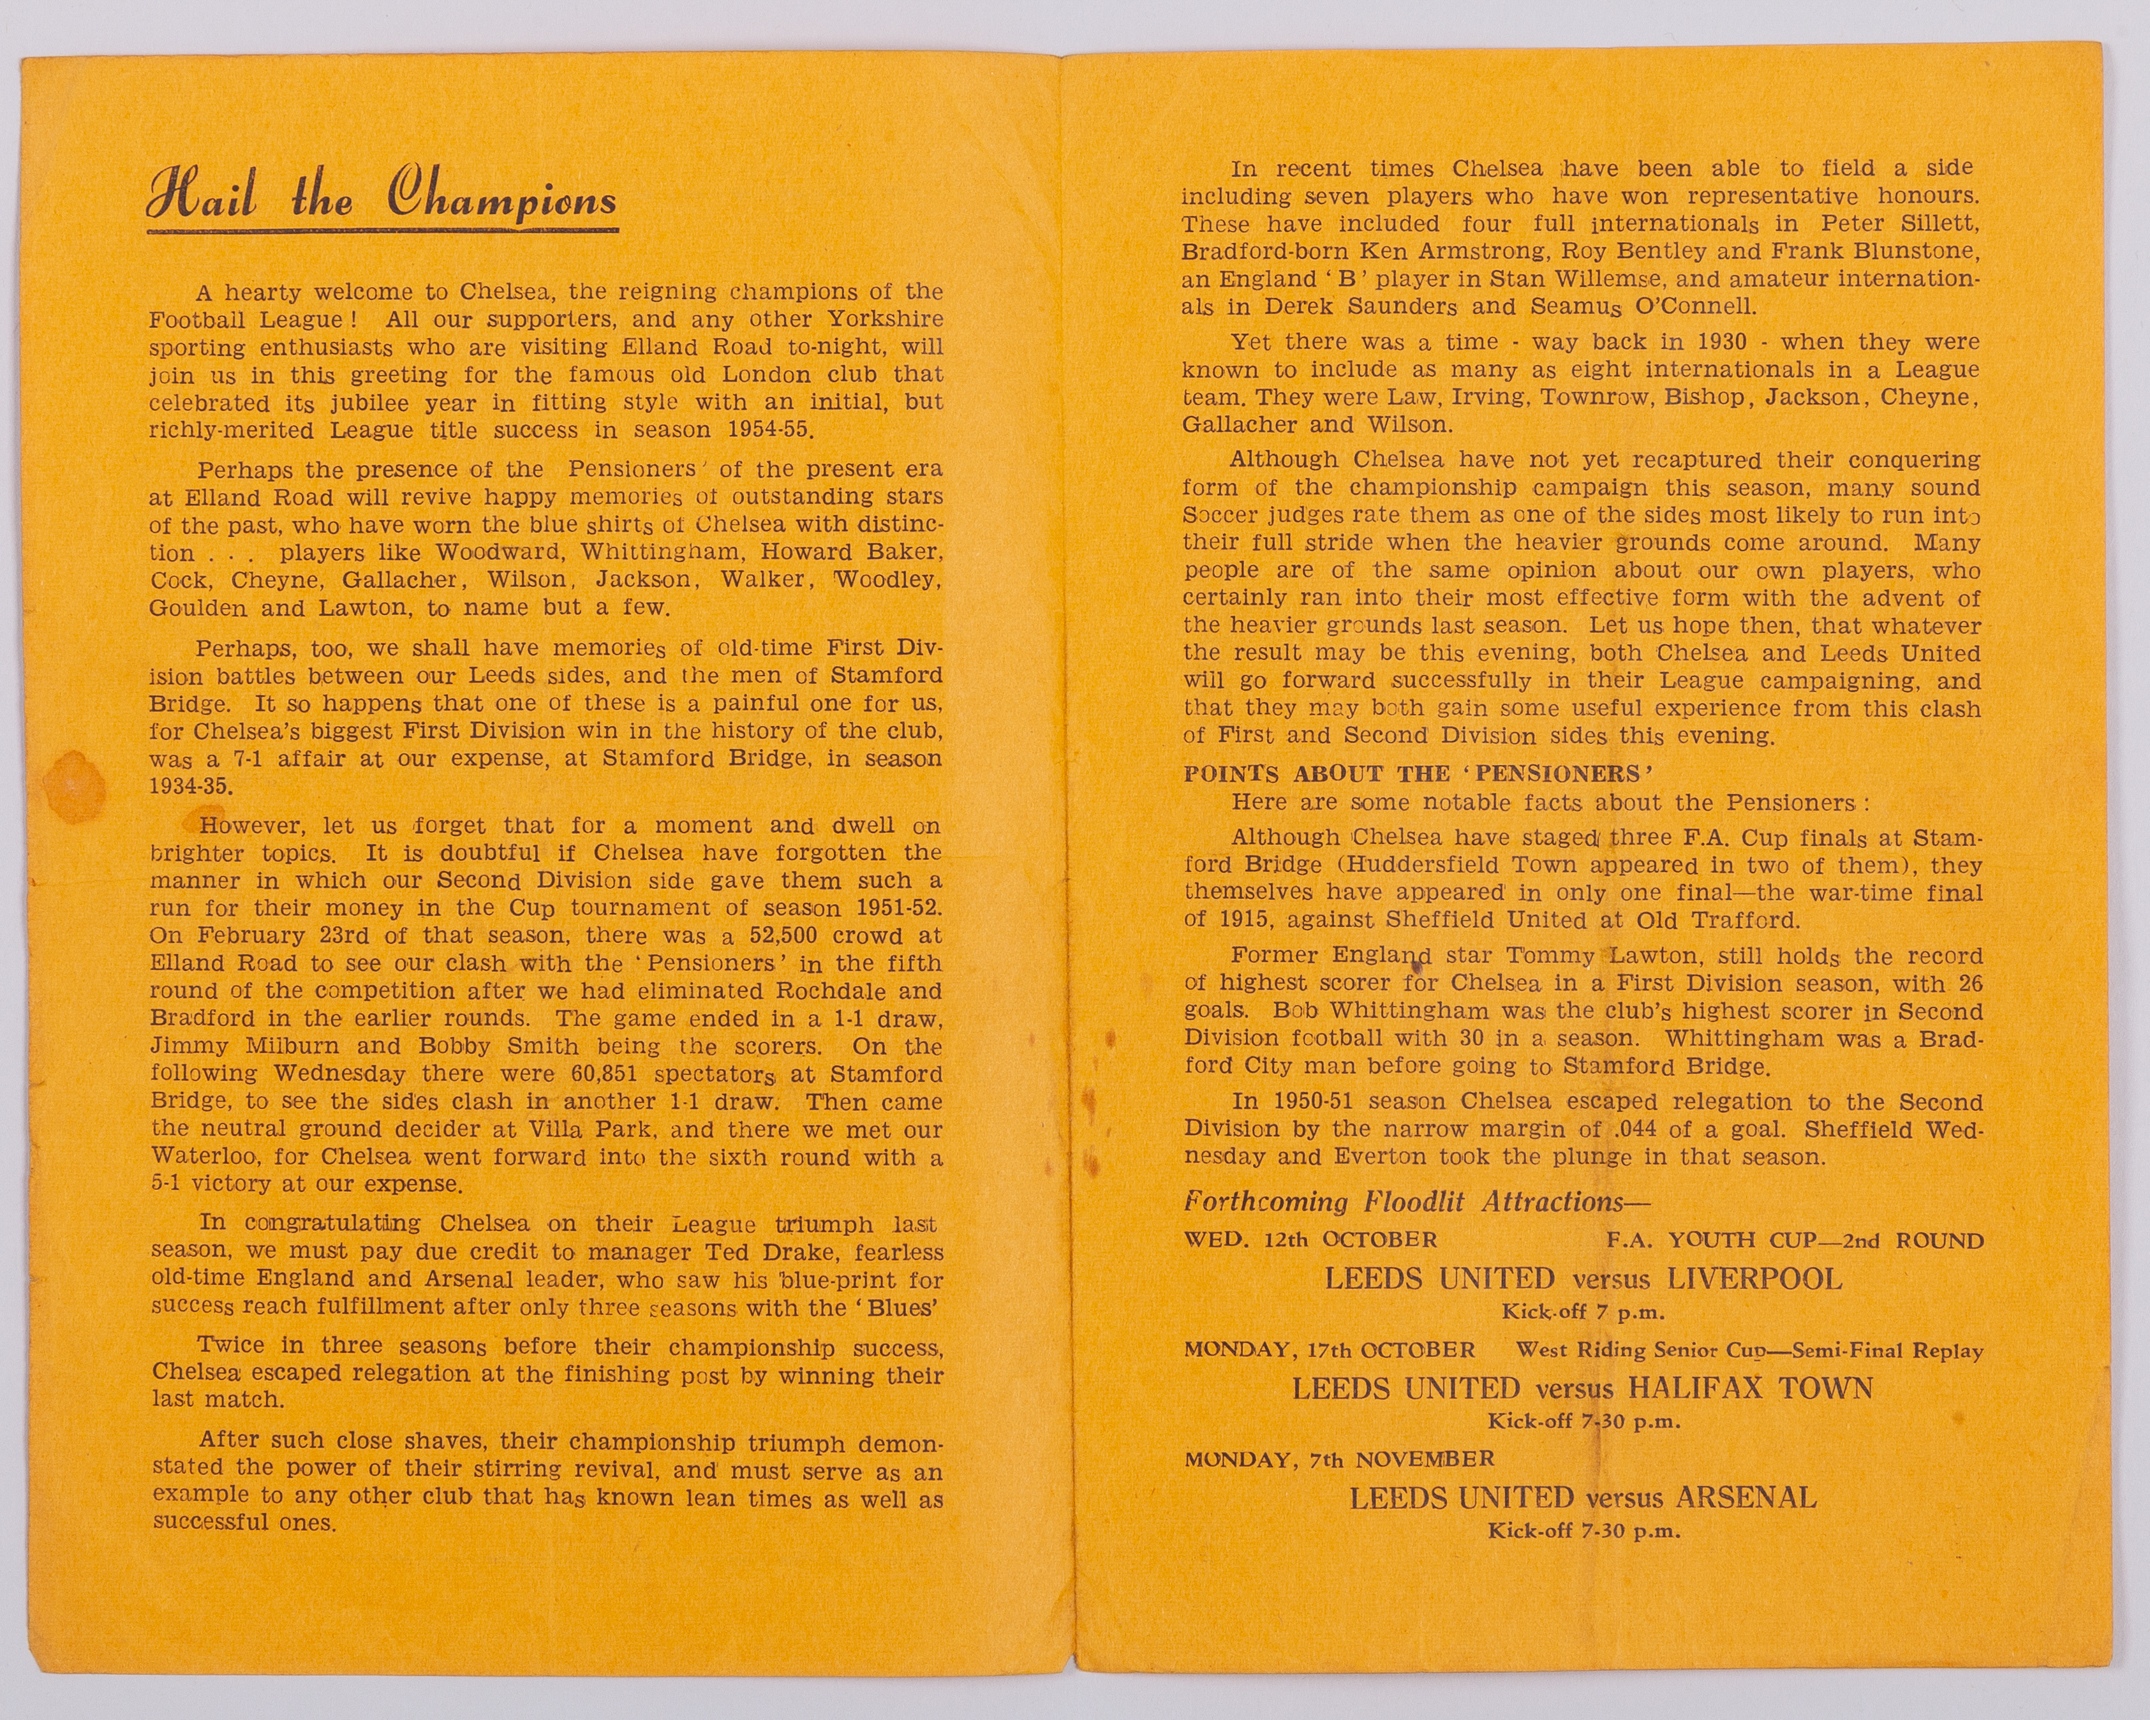 Hail the Champions
A hearty welcome to Chelsea, the reigning champions of the
Football League ! All our supporters, and any other Yorkshire
sporting enthusiasts who are visiting Elland Road to-night, will
join us in this greeting for the famous old London club that
celebrated its jubilee year in fitting style with an initial, but
richly-merited League title success in season 1954-55.
Perhaps the presence of the Pensioners ' of the present era
at Elland Road will revive happy memories of outstanding stars
of the past, who have worn the blue shirts of Chelsea with distinc-
tion . . . players like Woodward, Whittingham, Howard Baker,
Cock, Cheyne, Gallacher, Wilson, Jackson, Walker, Woodley,
Goulden and Lawton, to name but a few.
Perhaps, too, we shall have memories of old-time First Div-
ision battles between our Leeds sides, and the men of Stamford
Bridge. It so happens that one of these is a painful one for us,
for Chelsea's biggest First Division win in the history of the club,
was a 7-1 affair at our expense, at Stamford Bridge, in season
1934-35.
However, let us forget that for a moment and dwell on
brighter topics. It is doubtful if Chelsea have forgotten the
manner in which our Second Division side gave them such a
run for their money in the Cup tournament of season 1951-52.
On February 23rd of that season, there was a 52,500 crowd at
Elland Road to see our clash with the ' Pensioners ' in the fifth
round of the competition after we had eliminated Rochdale and
Bradford in the earlier rounds. The game ended in a 1-1 draw,
Jimmy Milburn and Bobby Smith being the scorers. On the
following Wednesday there were 60,851 spectators at Stamford
Bridge, to see the sides clash in another 1-1 draw. Then came
the neutral ground decider at Villa Park, and there we met our
Waterloo, for Chelsea went forward into the sixth round with a
5-1 victory at our expense.
In congratulating Chelsea on their League triumph last
season, we must pay due credit to manager Ted Drake, fearless
old-time England and Arsenal leader, who saw his blue-print for
success reach fulfillment after only three seasons with the ' Blues'
Twice in three seasons before their championship success,
Chelsea escaped relegation at the finishing post by winning their
last match.
After such close shaves, their championship triumph demon-
stated the power of their stirring revival, and must serve as an
example to any other club that has known lean times as well as
successful ones.
In recent times Chelsea have been able to field a side
including seven players who have won representative honours.
These have included four full internationals in Peter Sillett,
Bradford-born Ken Armstrong, Roy Bentley and Frank Blunstone,
an England ' B ' player in Stan Willemse, and amateur internation-
als in Derek Saunders and Seamus O'Connell.
Yet there was a time - way back in 1930 - when they were
known to include as many as eight internationals in a League
team. They were Law, Irving, Townrow, Bishop, Jackson, Cheyne,
Gallacher and Wilson.
Although Chelsea have not yet recaptured their conquering
form of the championship campaign this season, many sound
Soccer judges rate them as one of the sides most likely to run into
their full stride when the heavier grounds come around. Many
people are of the same opinion about our own players, who
certainly ran into their most effective form with the advent of
the heavier grounds last season. Let us hope then, that whatever
the result may be this evening, both Chelsea and Leeds United
will go forward successfully in their League campaigning, and
that they may both gain some useful experience from this clash
of First and Second Division sides this evening.
POINTS ABOUT THE ' PENSIONERS '
Here are some notable facts about the Pensioners :
Although Chelsea have staged three F.A. Cup finals at Stam-
ford Bridge (Huddersfield Town appeared in two of them), they
themselves have appeared in only one final—the war-time final
of 1915, against Sheffield United at Old Trafford.
Former England star Tommy Lawton, still holds the record
of highest scorer for Chelsea in a First Division season, with 26
goals. Bob Whittingham was the club's highest scorer in Second
Division football with 30 in a season. Whittingham was a Brad-
ford City man before going to Stamford Bridge.
In 1950-51 season Chelsea escaped relegation to the Second
Division by the narrow margin of .044 of a goal. Sheffield Wed-
nesday and Everton took the plunge in that season.
Forthcoming Floodlit Attractions—
WED. 12th OCTOBER F.A. YOUTH CUP—2nd ROUND
LEEDS UNITED versus LIVERPOOL
Kick-off 7 p.m.
MONDAY, 17th OCTOBER West Riding Senior Cup—Semi-Final Replay
LEEDS UNITED versus HALIFAX TOWN
Kick-off 7-30 p.m.
MONDAY, 7th NOVEMBER
LEEDS UNITED versus ARSENAL
Kick-off 7-30 p.m.